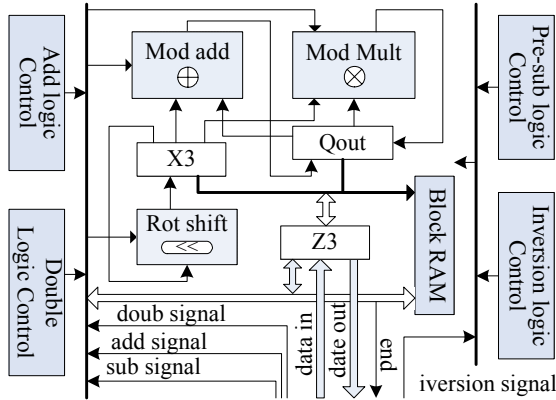 Add logic
Control
Mod add
Mod Mult
Pre-sub logic
Control
X3
Qout
Rot shift
<<
Z3
Block RAM
Double
Logic Control
Inversion logic
Control
doub signal
add signal
sub signal
data in
date out
end
iversion signal